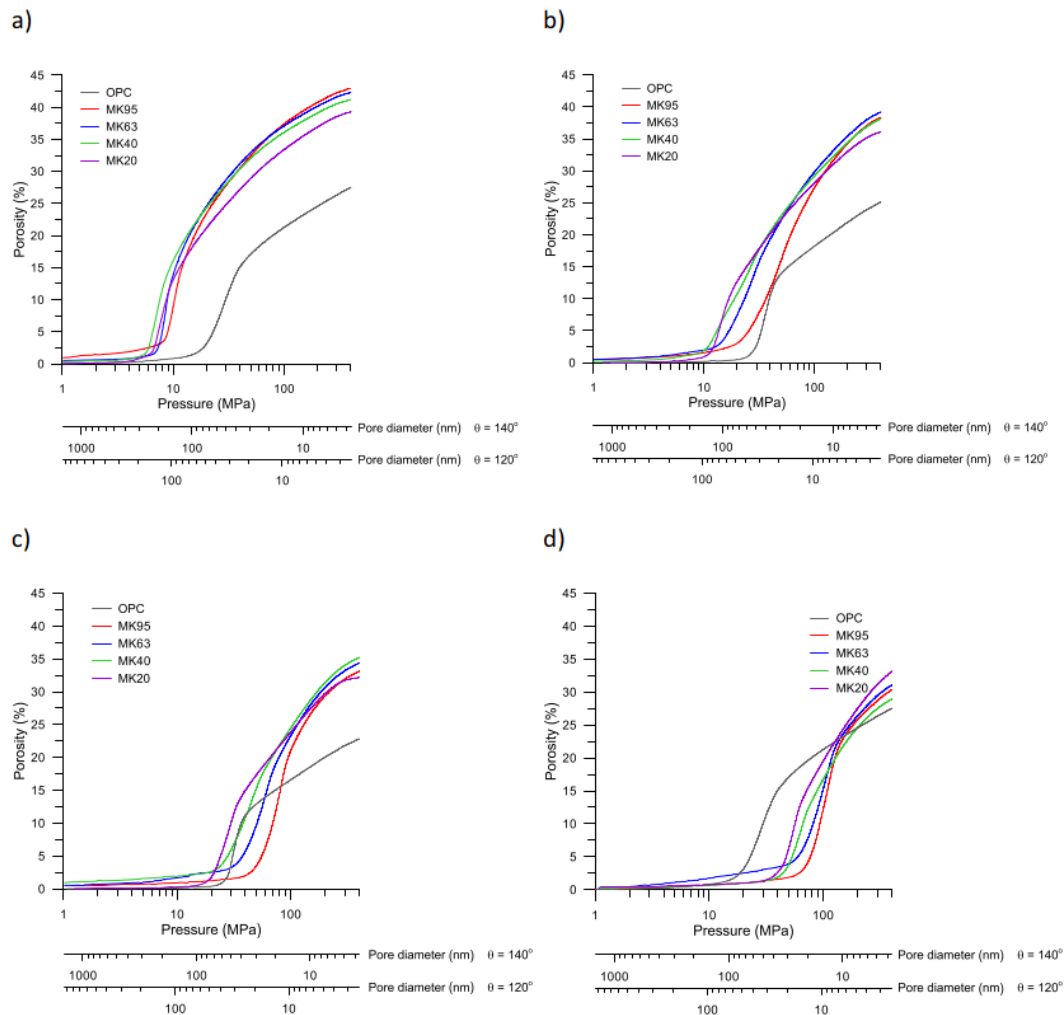 a)
45
40
35
30
25
20
15
10
5
0
Porosity (%)
OPC
MK95
MK63
MK40
MK20
1 10 100
Pressure (MPa)
1000 100 10 Pore diameter (nm) θ = 140°
100 10 Pore diameter (nm) θ = 120°
b)
45
40
35
30
25
20
15
10
5
0
Porosity (%)
OPC
MK95
MK63
MK40
MK20
1 10 100
Pressure (MPa)
1000 100 10 Pore diameter (nm) θ = 140°
100 10 Pore diameter (nm) θ = 120°
c)
45
40
35
30
25
20
15
10
5
0
Porosity (%)
OPC
MK95
MK63
MK40
MK20
1 10 100
Pressure (MPa)
1000 100 10 Pore diameter (nm) θ = 140°
100 10 Pore diameter (nm) θ = 120°
d)
45
40
35
30
25
20
15
10
5
0
Porosity (%)
OPC
MK95
MK63
MK40
MK20
1 10 100
Pressure (MPa)
1000 100 10 Pore diameter (nm) θ = 140°
100 10 Pore diameter (nm) θ = 120°